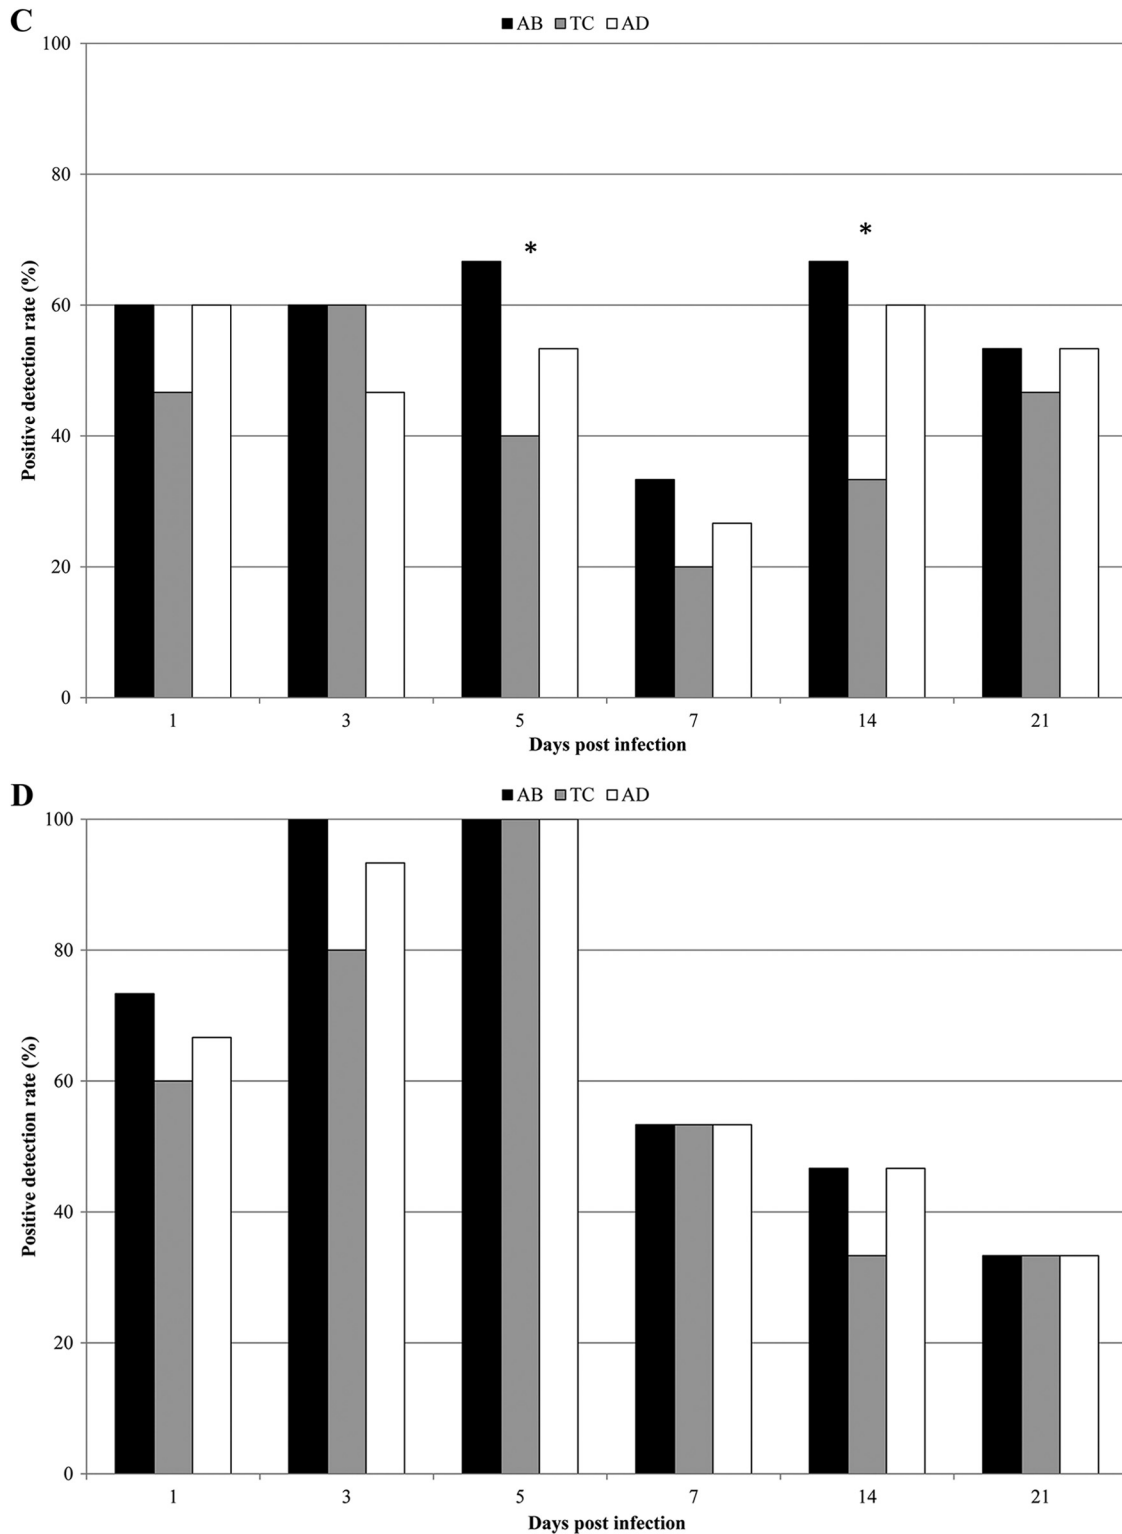 C
AB TC AD
100
80
60
40
20
0
Positive detection rate (%)
*
*
1 3 5 7 14 21
Days post infection
D
AB TC AD
100
80
60
40
20
0
Positive detection rate (%)
1 3 5 7 14 21
Days post infection